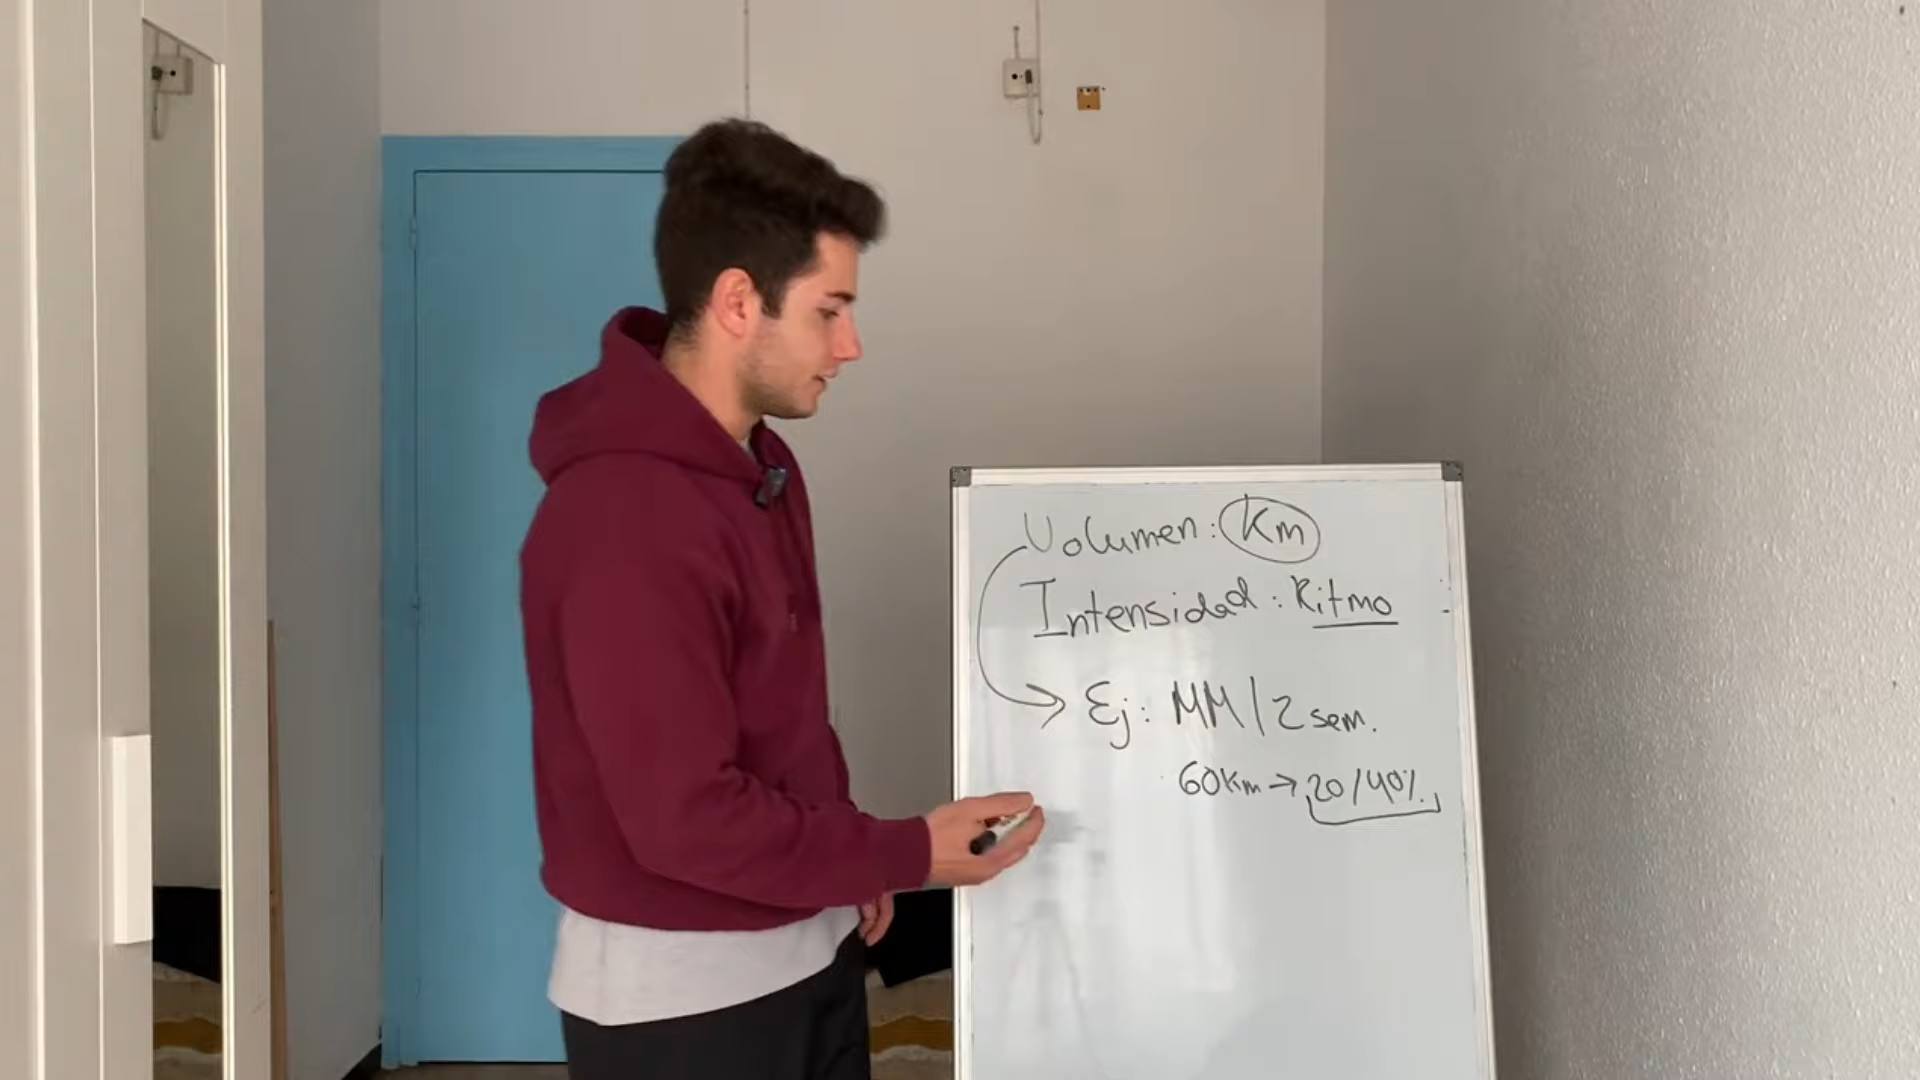 Volumen: Km
Intensidad: Ritmo
Ej: MM/2 sem.
60Km → 20/40%